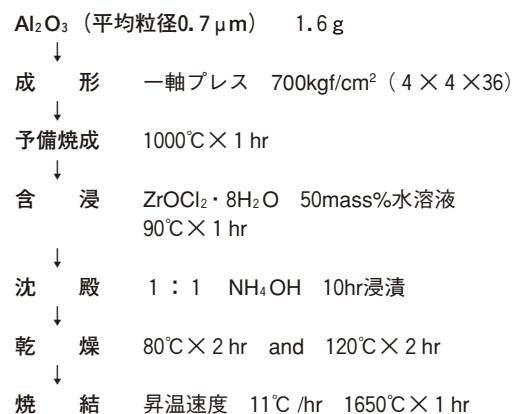 Al₂O₃（平均粒径0.7μm） 1.6g
↓
成　形　一軸プレス　700kgf/cm²（4×4×36）
↓
予備焼成　1000℃×1hr
↓
含　浸　ZrOCl₂・8H₂O　50mass%水溶液
90℃×1hr
↓
沈　殿　1：1　NH₄OH　10hr浸漬
↓
乾　燥　80℃×2hr　and　120℃×2hr
↓
焼　結　昇温速度　11℃/hr　1650℃×1hr